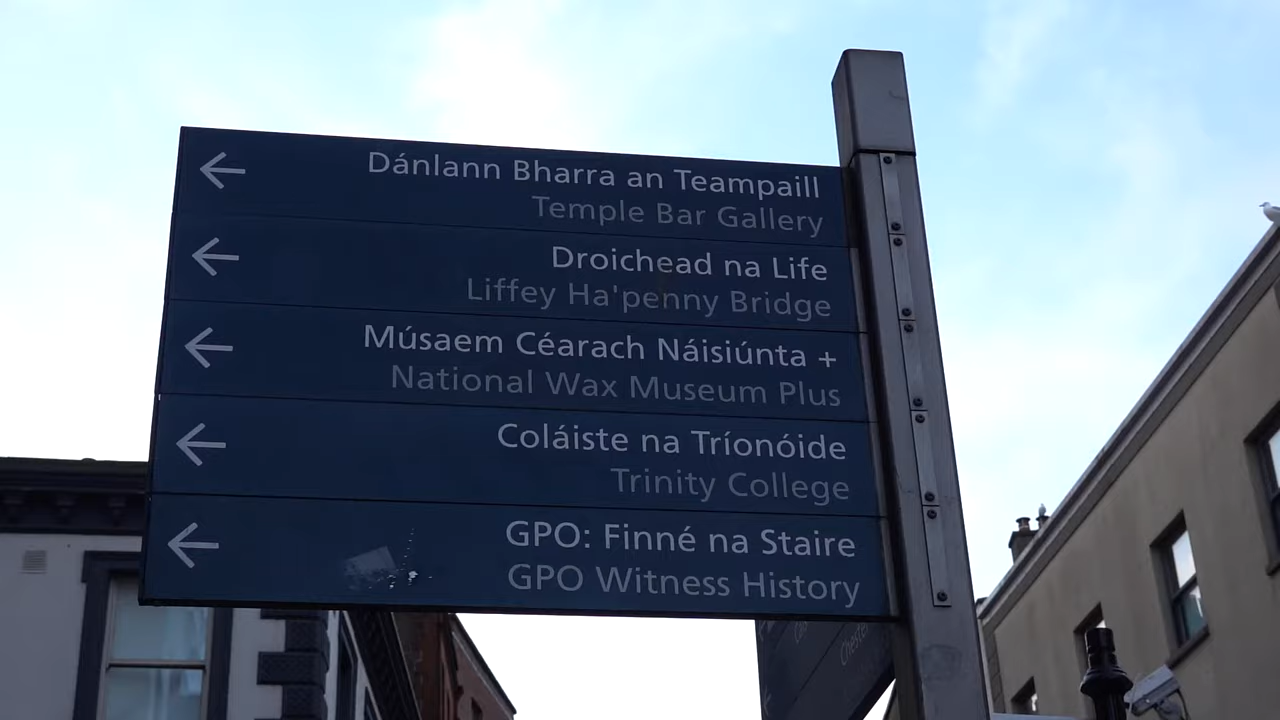 Dánlann Bharra an Teampaill
Temple Bar Gallery
Droichead na Life
Liffey Ha'penny Bridge
Músaem Céarach Náisiúnta +
National Wax Museum Plus
Coláiste na Tríonóide
Trinity College
GPO: Finné na Staire
GPO Witness History